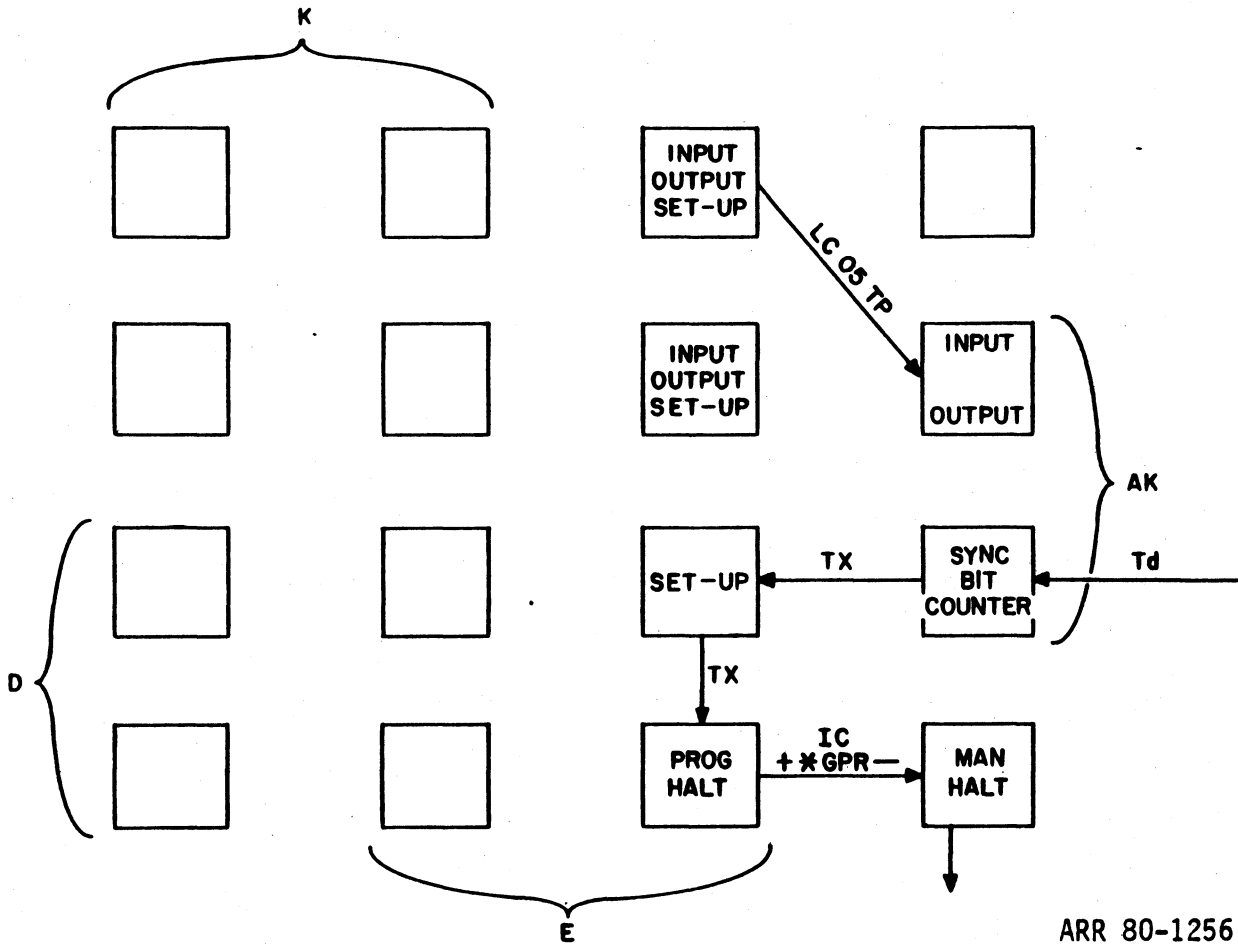 K
INPUT
OUTPUT
SET-UP
LC 05 TP
INPUT
OUTPUT
SET-UP
INPUT
OUTPUT
AK
SET-UP
TX
SYNC
BIT
COUNTER
Td
D
TX
PROG
HALT
IC
+*GPR—
MAN
HALT
E
ARR 80-1256